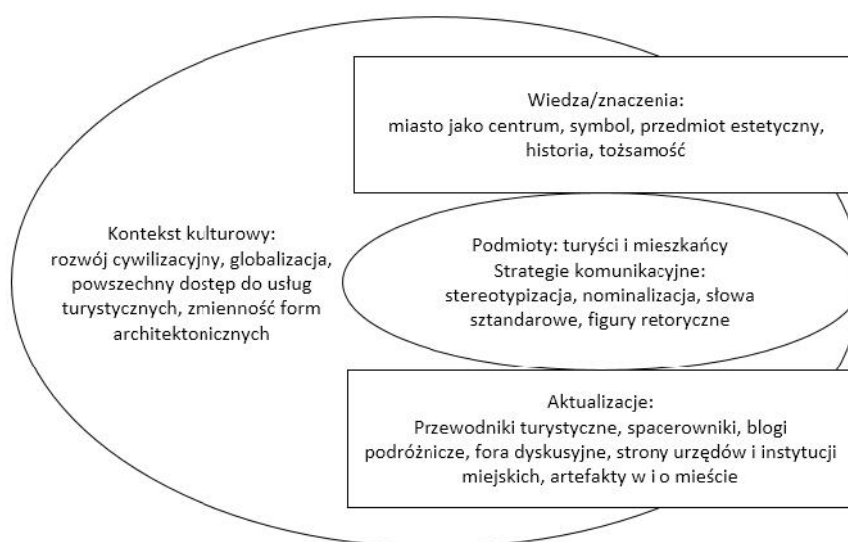 Wiedza/znaczenia:
miasto jako centrum, symbol, przedmiot estetyczny,
historia, tożsamość
Kontekst kulturowy:
rozwój cywilizacyjny, globalizacja,
powszechny dostęp do usług
turystycznych, zmienność form
architektonicznych
Podmioty: turyści i mieszkańcy
Strategie komunikacyjne:
stereotypizacja, nominalizacja, słowa
sztandarowe, figury retoryczne
Aktualizacje:
Przewodniki turystyczne, spacerowniki, blogi
podróżnicze, fora dyskusyjne, strony urzędów i instytucji
miejskich, artefakty w i o mieście